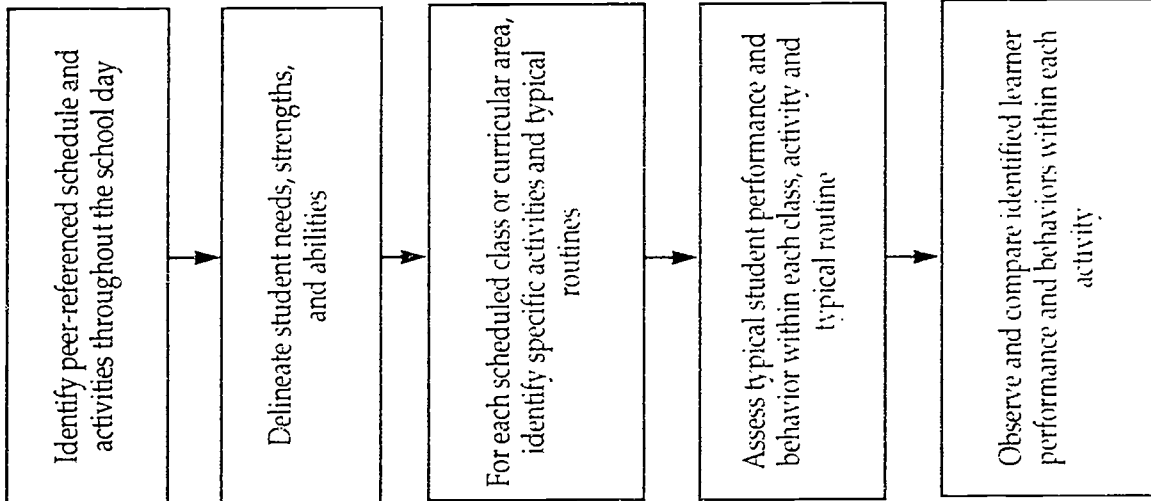 Identify peer-referenced schedule and
activities throughout the school day
Delineate student needs, strengths,
and abilities
For each scheduled class or curricular area,
identify specific activities and typical
routines
Assess typical student performance and
behavior within each class, activity and
typical routine
Observe and compare identified learner
performance and behaviors within each
activity